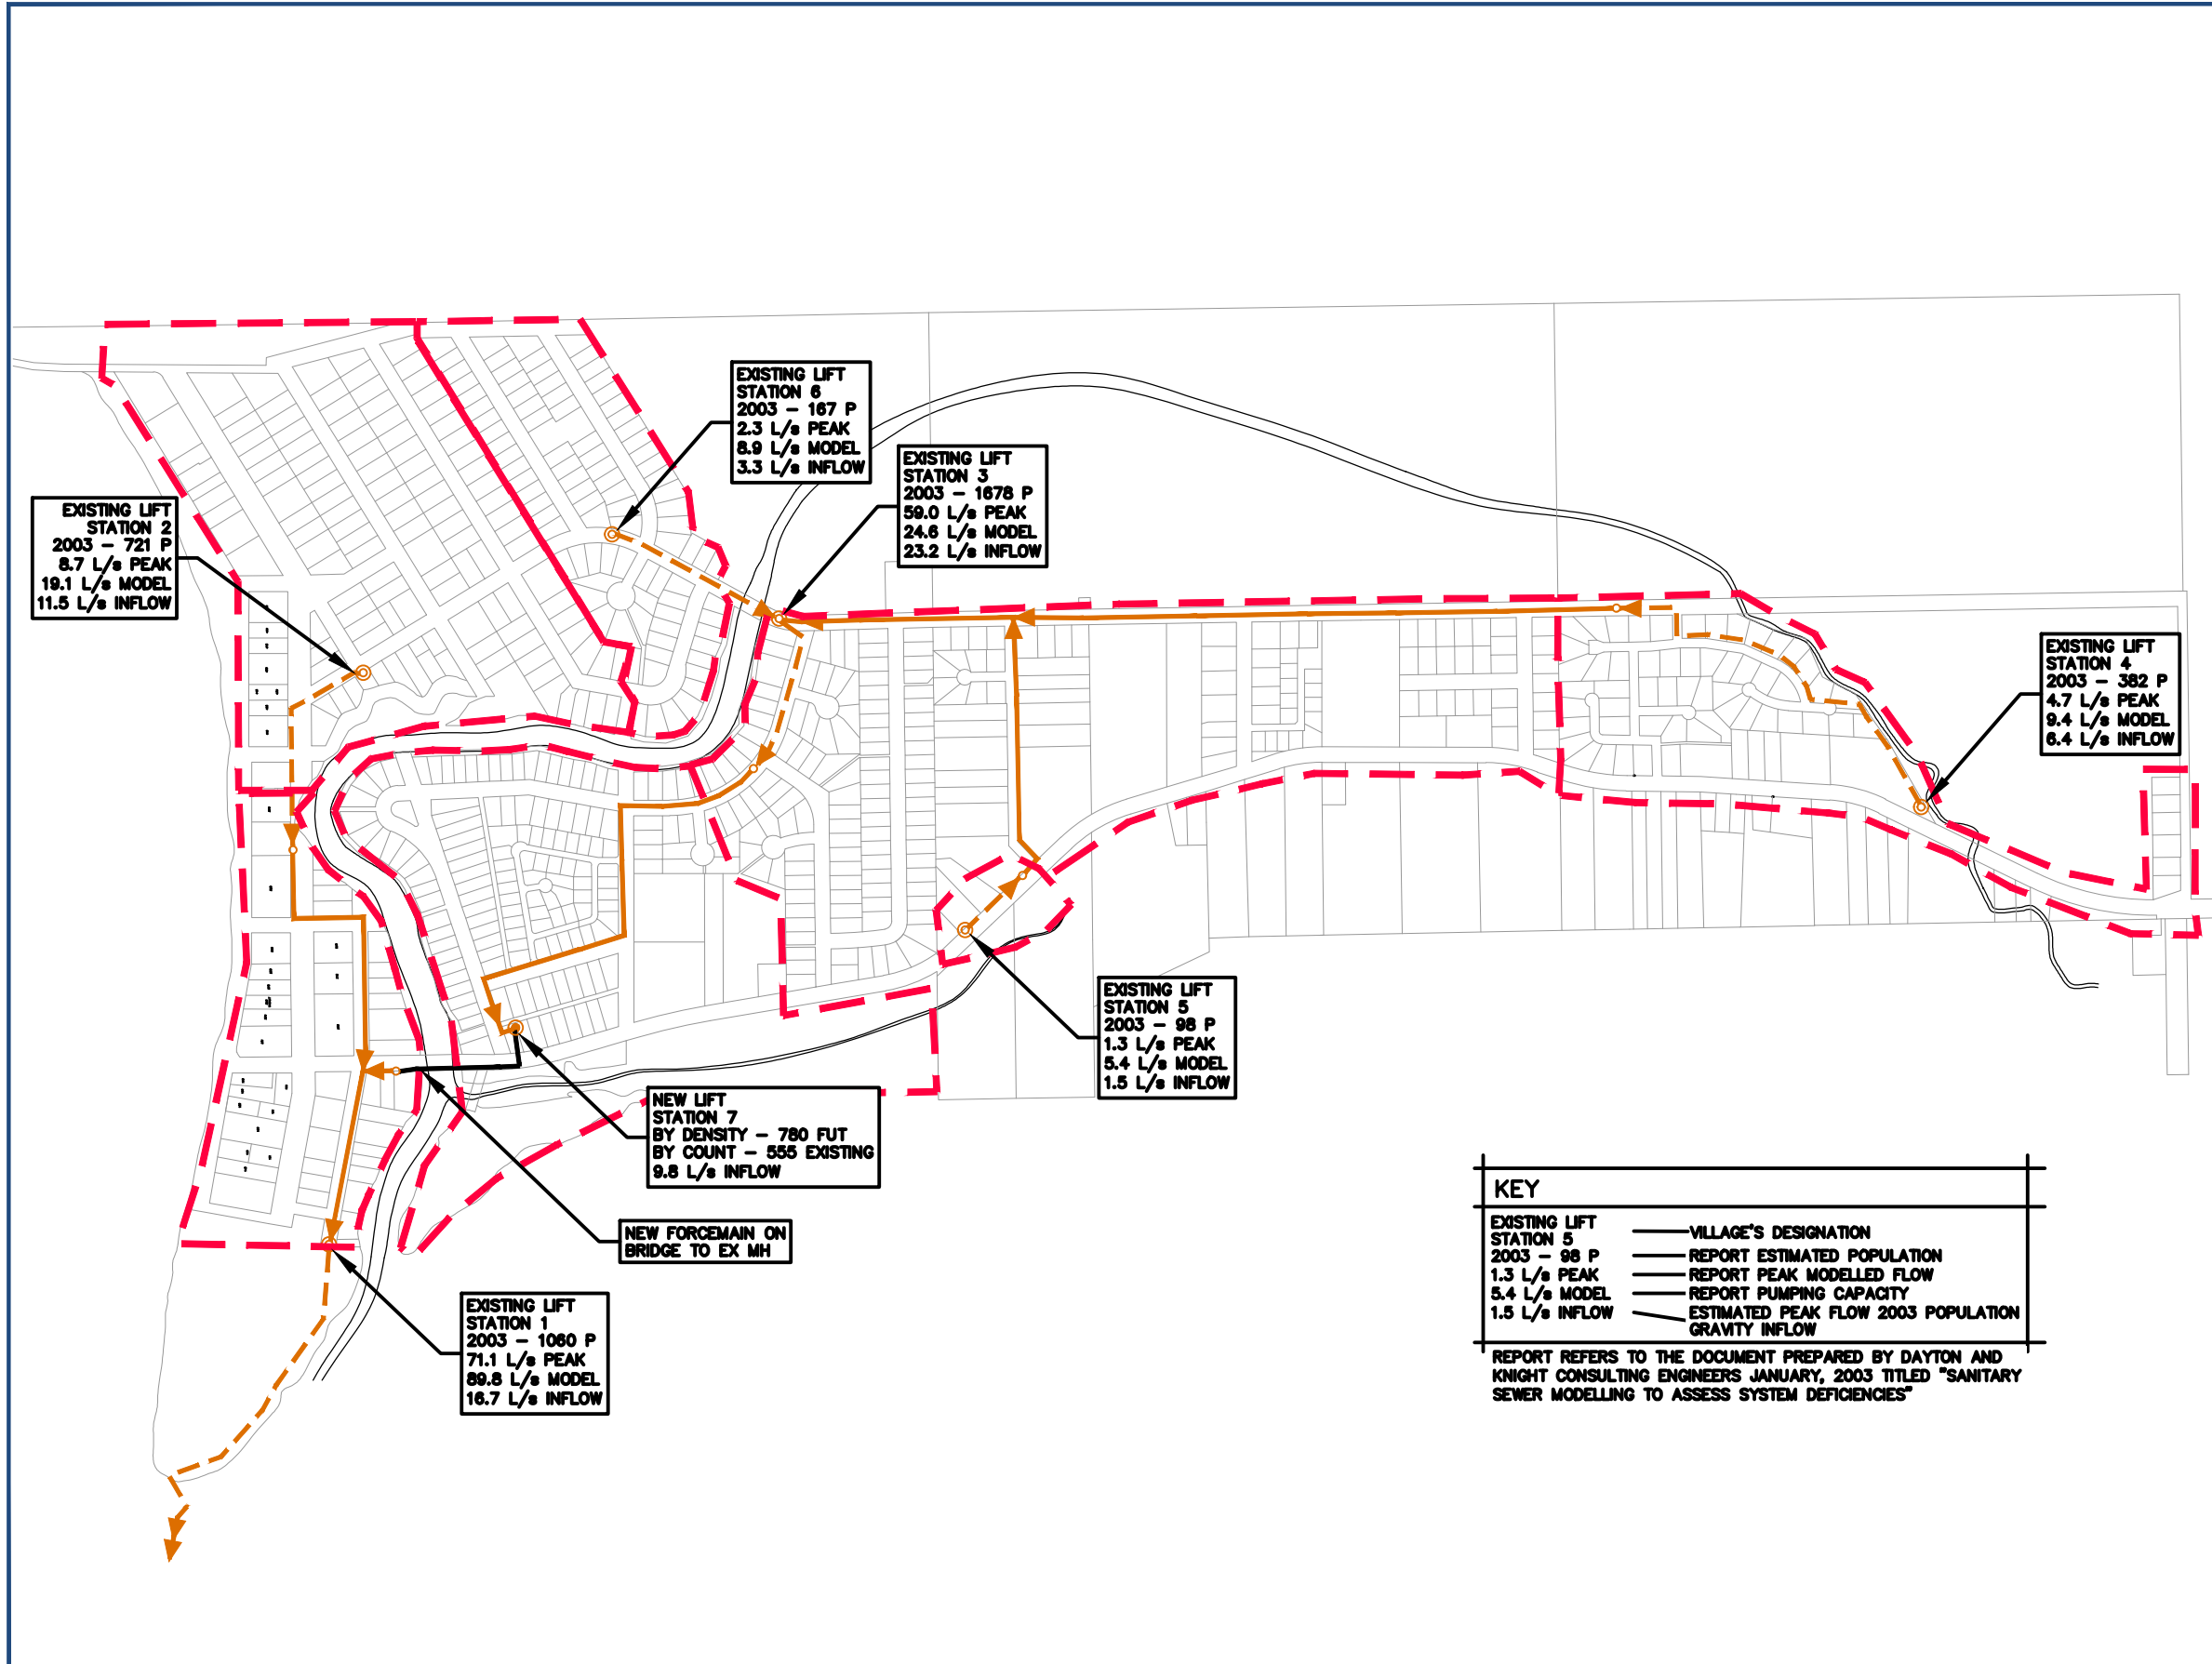 EXISTING LIFT
STATION 6
2003 - 167 P
2.3 L/s PEAK
8.9 L/s MODEL
3.3 L/s INFLOW
EXISTING LIFT
STATION 3
2003 - 1678 P
59.0 L/s PEAK
24.6 L/s MODEL
23.2 L/s INFLOW
EXISTING LIFT
STATION 2
2003 - 721 P
8.7 L/s PEAK
19.1 L/s MODEL
11.5 L/s INFLOW
EXISTING LIFT
STATION 4
2003 - 382 P
4.7 L/s PEAK
9.4 L/s MODEL
6.4 L/s INFLOW
EXISTING LIFT
STATION 5
2003 - 98 P
1.3 L/s PEAK
5.4 L/s MODEL
1.5 L/s INFLOW
NEW LIFT
STATION 7
BY DENSITY - 780 FUT
BY COUNT - 555 EXISTING
9.8 L/s INFLOW
NEW FORCEMAIN ON
BRIDGE TO EX MH
EXISTING LIFT
STATION 1
2003 - 1060 P
71.1 L/s PEAK
89.8 L/s MODEL
16.7 L/s INFLOW
KEY
EXISTING LIFT
STATION 5
VILLAGE'S DESIGNATION
2003 - 98 P REPORT ESTIMATED POPULATION
1.3 L/s PEAK REPORT PEAK MODELLED FLOW
5.4 L/s MODEL REPORT PUMPING CAPACITY
1.5 L/s INFLOW ESTIMATED PEAK FLOW 2003 POPULATION
GRAVITY INFLOW
REPORT REFERS TO THE DOCUMENT PREPARED BY DAYTON AND
KNIGHT CONSULTING ENGINEERS JANUARY, 2003 TITLED "SANITARY
SEWER MODELLING TO ASSESS SYSTEM DEFICIENCIES"